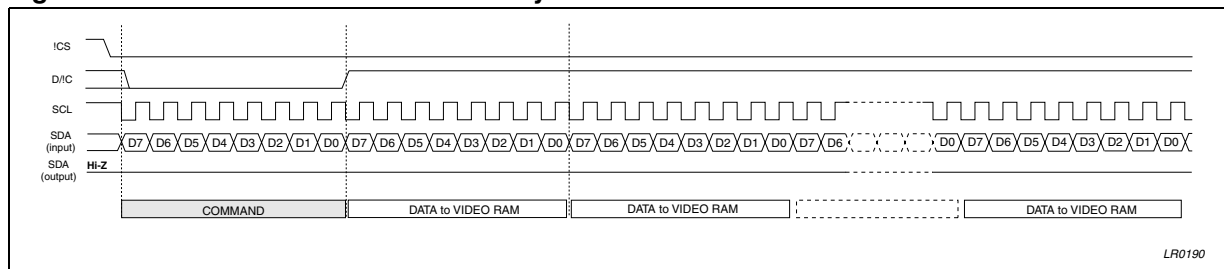 !CS
D/!C
SCL
SDA
(input)
D7 D6 D5 D4 D3 D2 D1 D0 D7 D6 D5 D4 D3 D2 D1 D0 D7 D6 D5 D4 D3 D2 D1 D0 D7 D6 D0 D7 D6 D5 D4 D3 D2 D1 D0
SDA
(output)
Hi-Z
COMMAND DATA to VIDEO RAM DATA to VIDEO RAM DATA to VIDEO RAM
LR0190